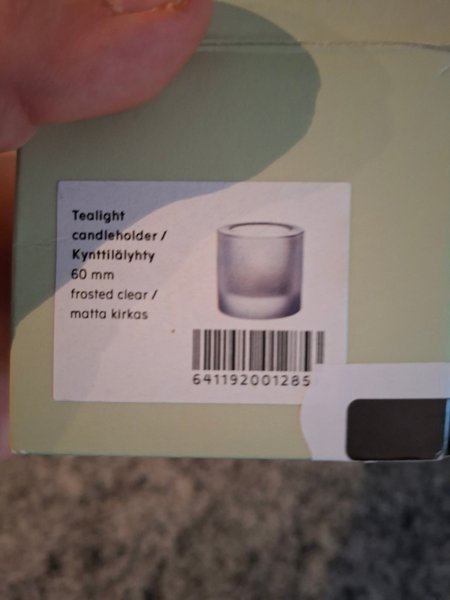 Tealight
candleholder /
Kynttilälyhty
60 mm
frosted clear /
matta kirkas
641192001285